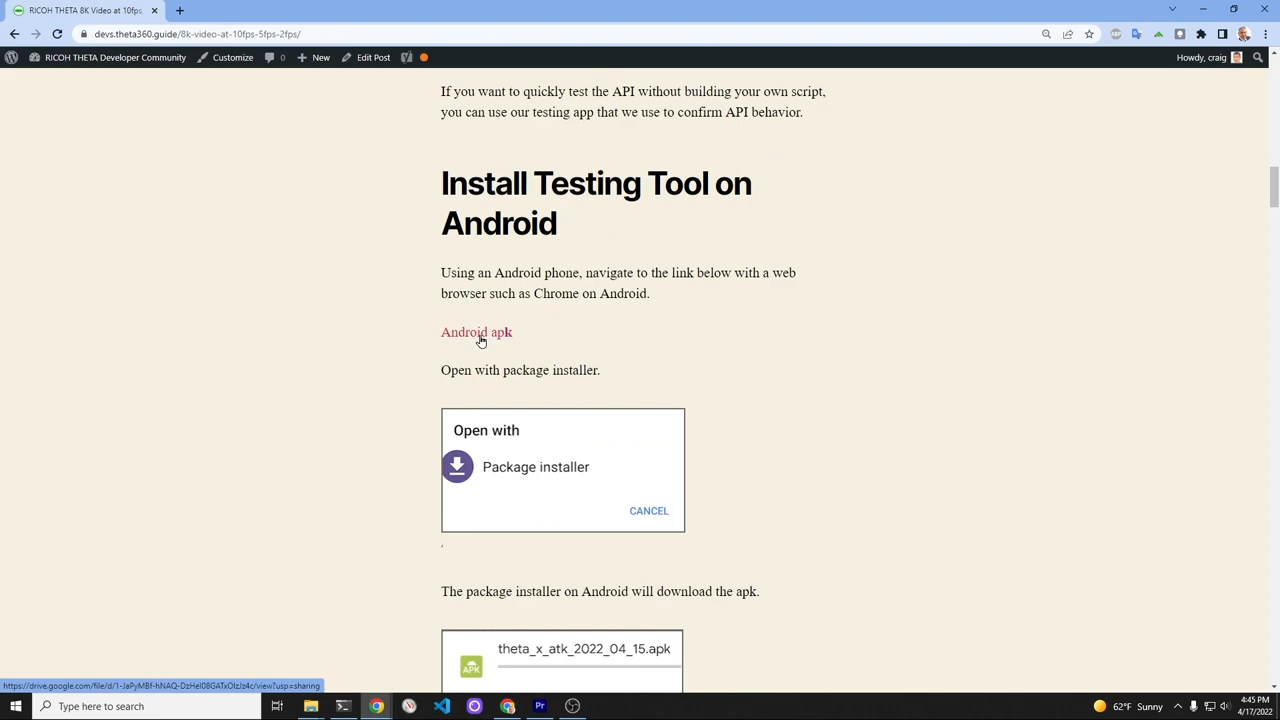 RICOH THETA 8K Video at 10fps,
devs.theta360.guide/8k-video-at-10fps-5fps-2fps/
RICOH THETA Developer Community
Customize
0
New
Edit Post
Howdy, craig
If you want to quickly test the API without building your own script,
you can use our testing app that we use to confirm API behavior.
Install Testing Tool on
Android
Using an Android phone, navigate to the link below with a web
browser such as Chrome on Android.
Android apk
Open with package installer.
Open with
Package installer
CANCEL
,
The package installer on Android will download the apk.
APK
theta_x_atk_2022_04_15.apk
Type here to search
62°F Sunny
4:45 PM
4/17/2022